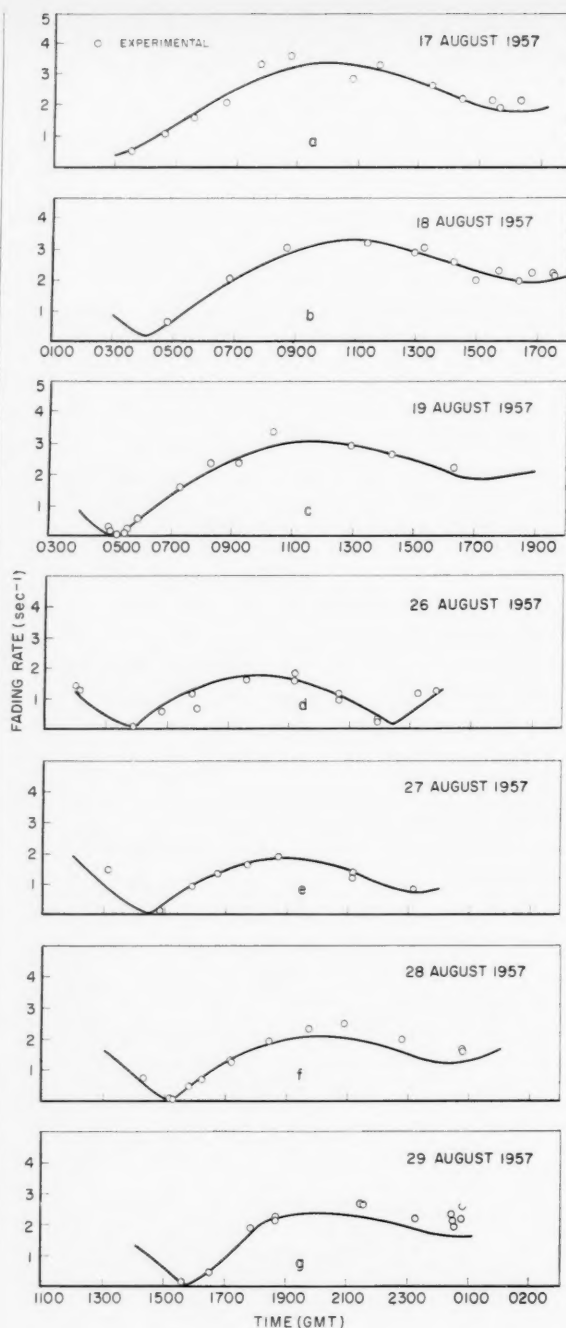 5
○ EXPERIMENTAL 17 AUGUST 1957
4
3
2
1
a
18 AUGUST 1957
4
3
2
1
b
0100 0300 0500 0700 0900 1100 1300 1500 1700
5
19 AUGUST 1957
4
3
2
1
c
0300 0500 0700 0900 1100 1300 1500 1700 1900
26 AUGUST 1957
4
3
2
1
d
FADING RATE (sec-1)
27 AUGUST 1957
4
3
2
1
e
28 AUGUST 1957
4
3
2
1
f
29 AUGUST 1957
4
3
2
1
g
1100 1300 1500 1700 1900 2100 2300 0100 0200
TIME (GMT)